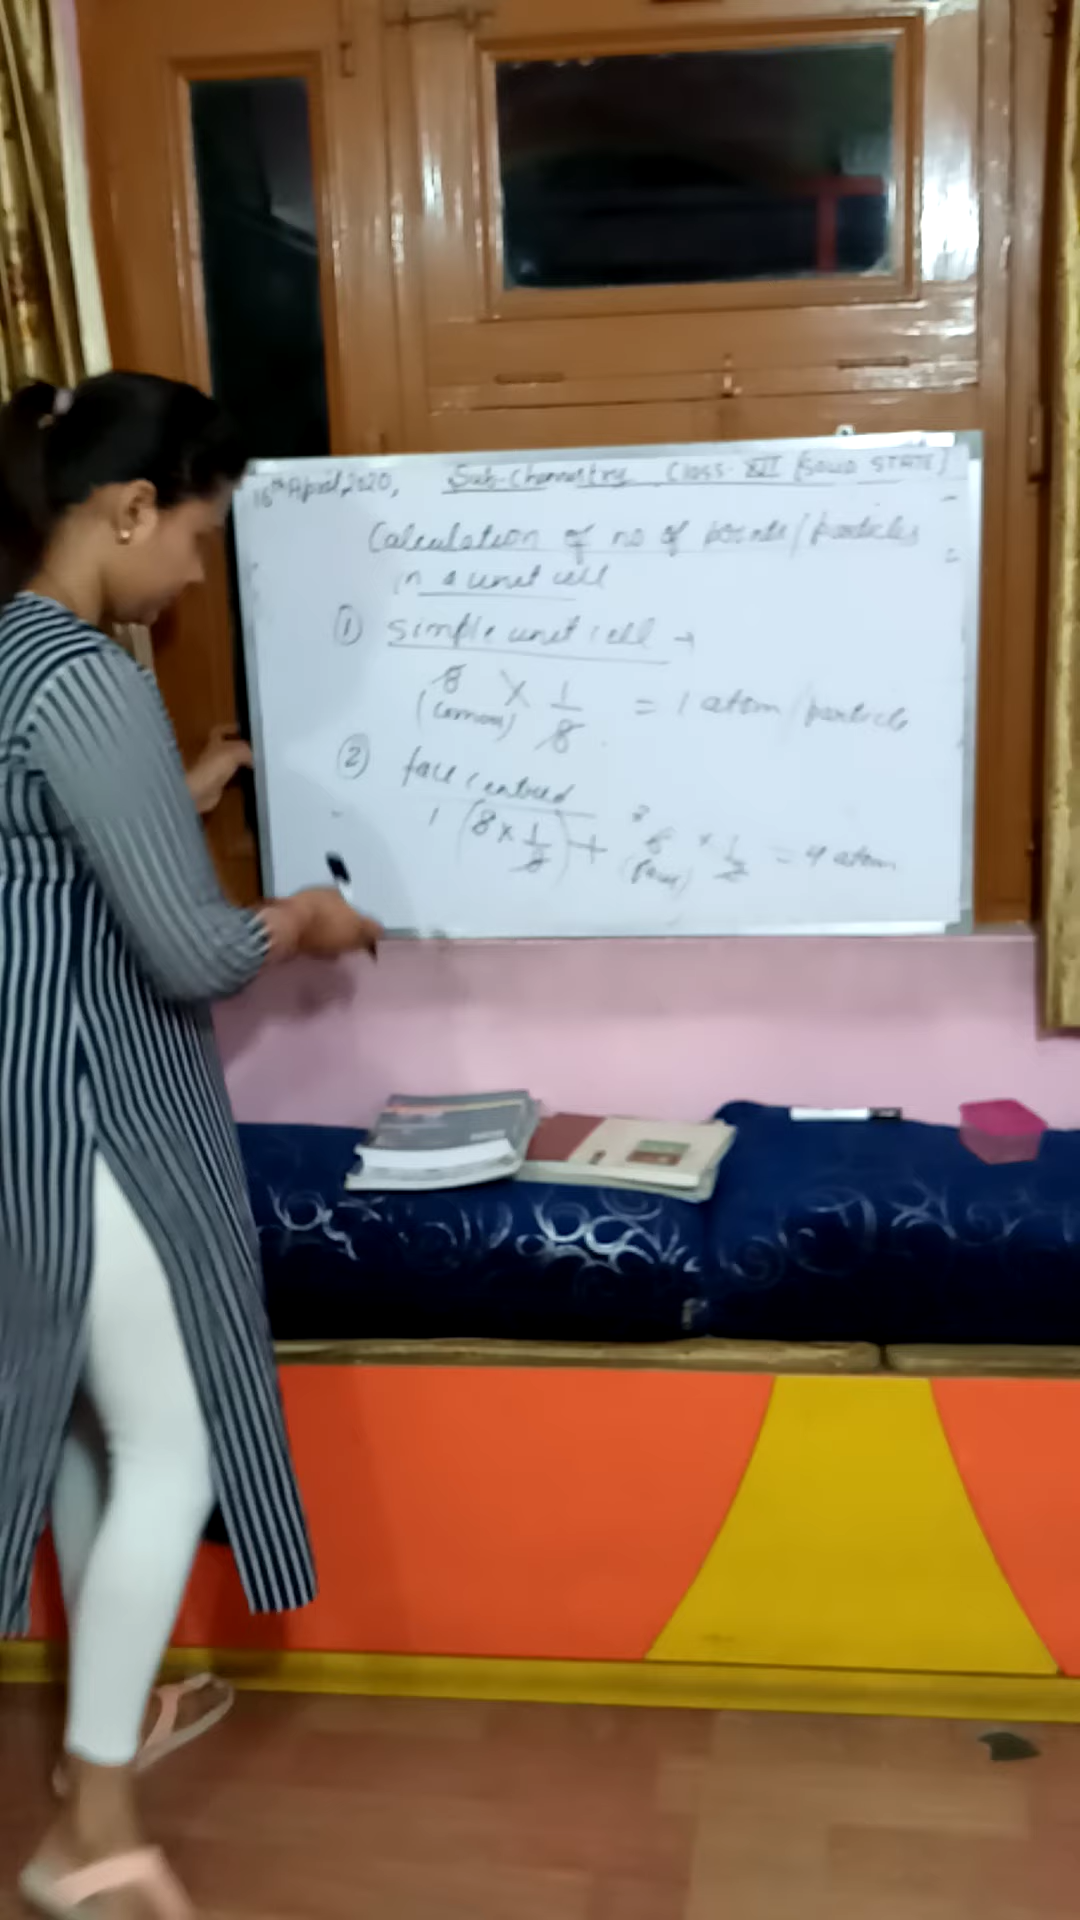 16th April, 2020, Sub-Chemistry Class-XII [SOLID STATE]
Calculation of no of points/particles
in a unit cell
① simple unit cell →
8 × 1/8 = 1 atom/particle
(corners)
② face centred
1 (8 × 1/8) + 3 6 × 1/2 = 4 atom